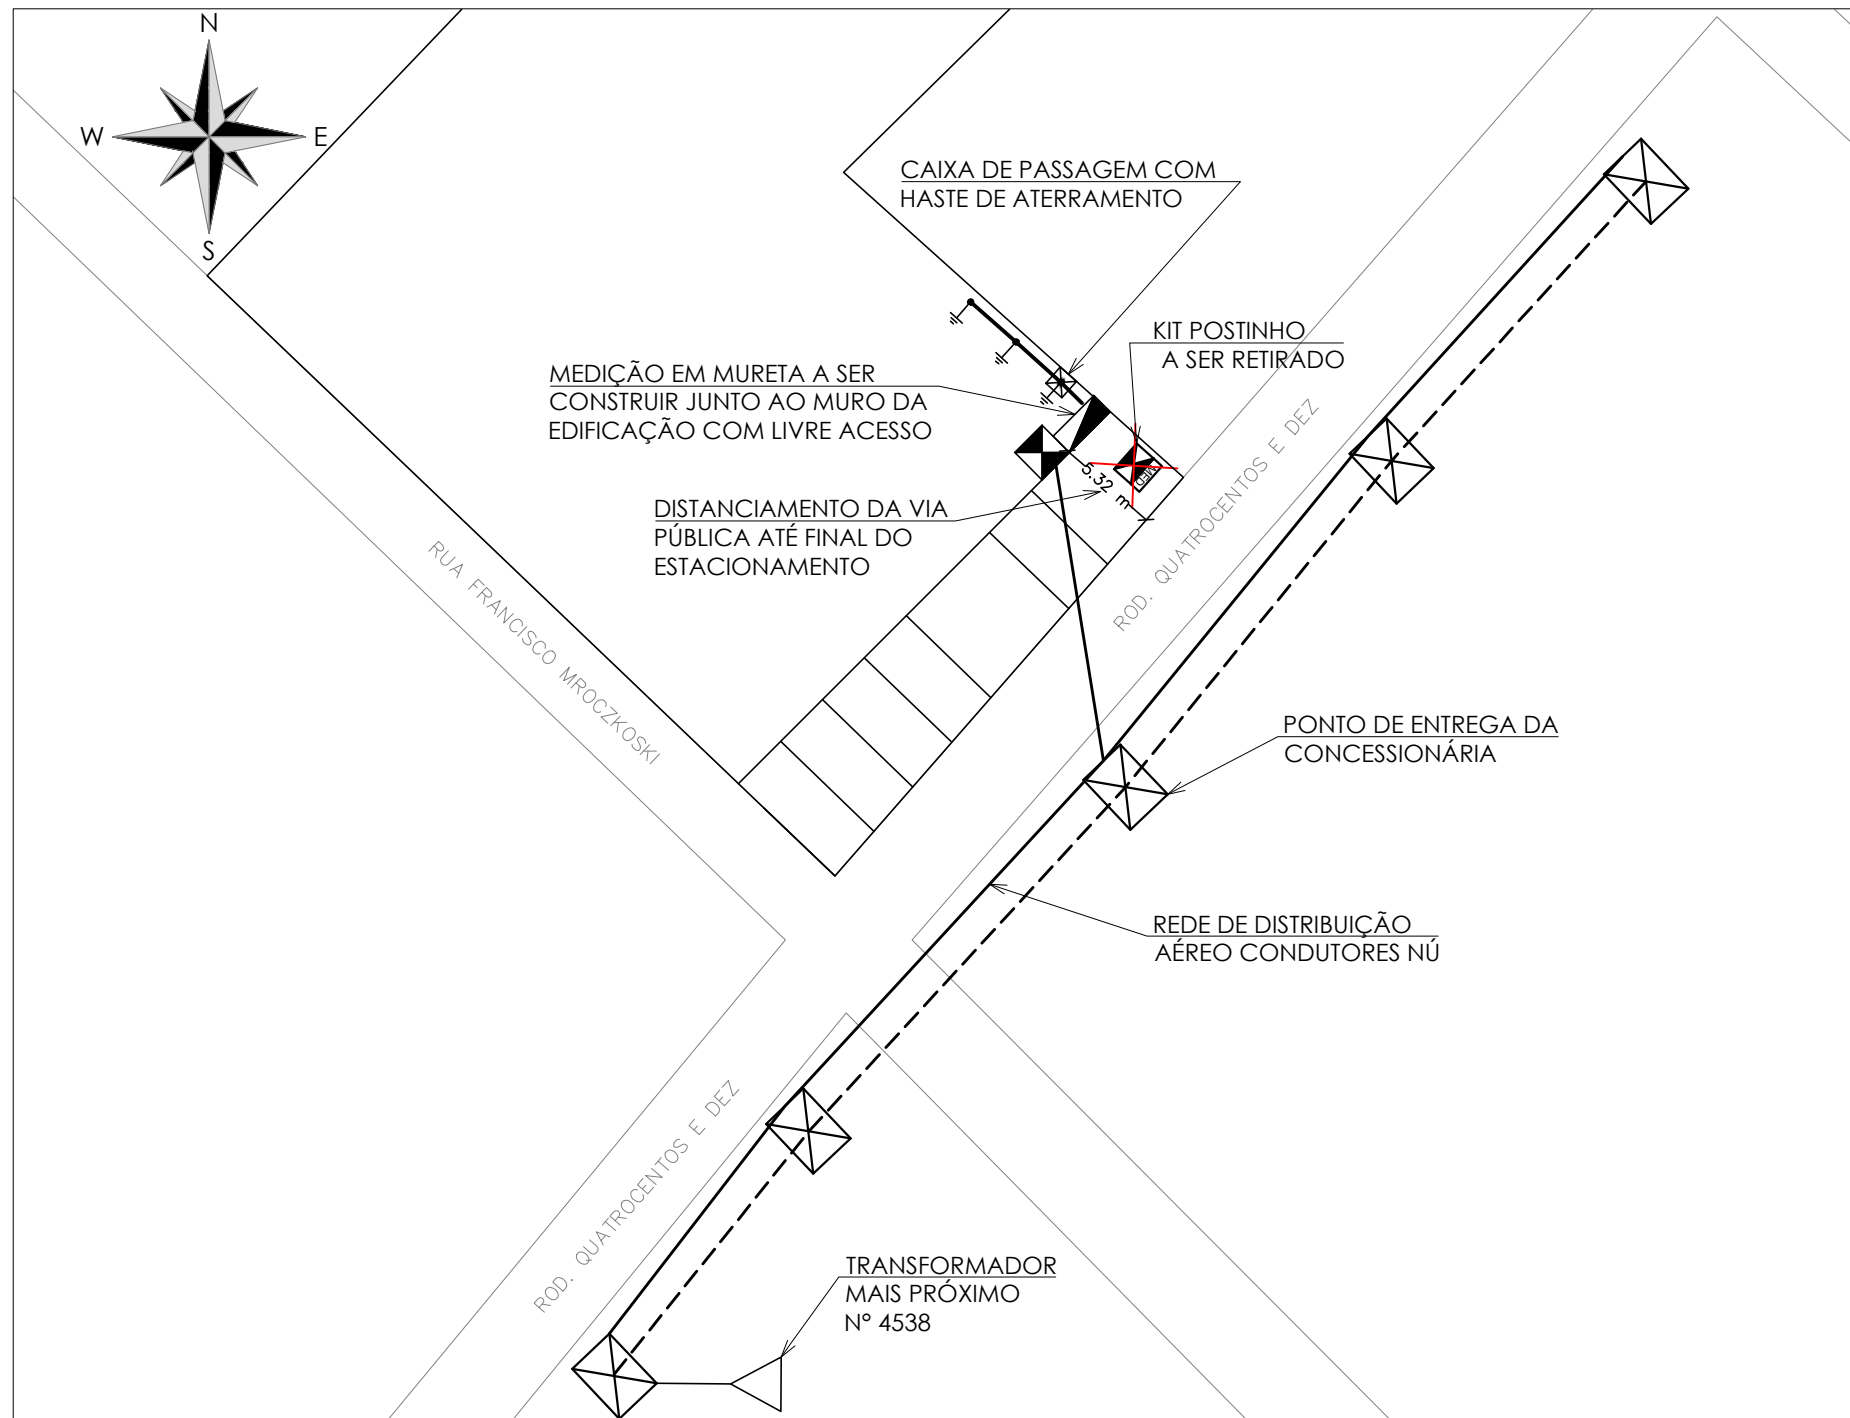 N
W
E
S
CAIXA DE PASSAGEM COM
HASTE DE ATERRAMENTO
KIT POSTINHO
A SER RETIRADO
MEDIÇÃO EM MURETA A SER
CONSTRUIR JUNTO AO MURO DA
EDIFICAÇÃO COM LIVRE ACESSO
MED
5.32 m
DISTANCIAMENTO DA VIA
PÚBLICA ATÉ FINAL DO
ESTACIONAMENTO
ROD. QUATROCENTOS E DEZ
RUA FRANCISCO MROCZKOSKI
PONTO DE ENTREGA DA
CONCESSIONÁRIA
REDE DE DISTRIBUIÇÃO
AÉREO CONDUTORES NÚ
ROD. QUATROCENTOS E DEZ
TRANSFORMADOR
MAIS PRÓXIMO
Nº 4538